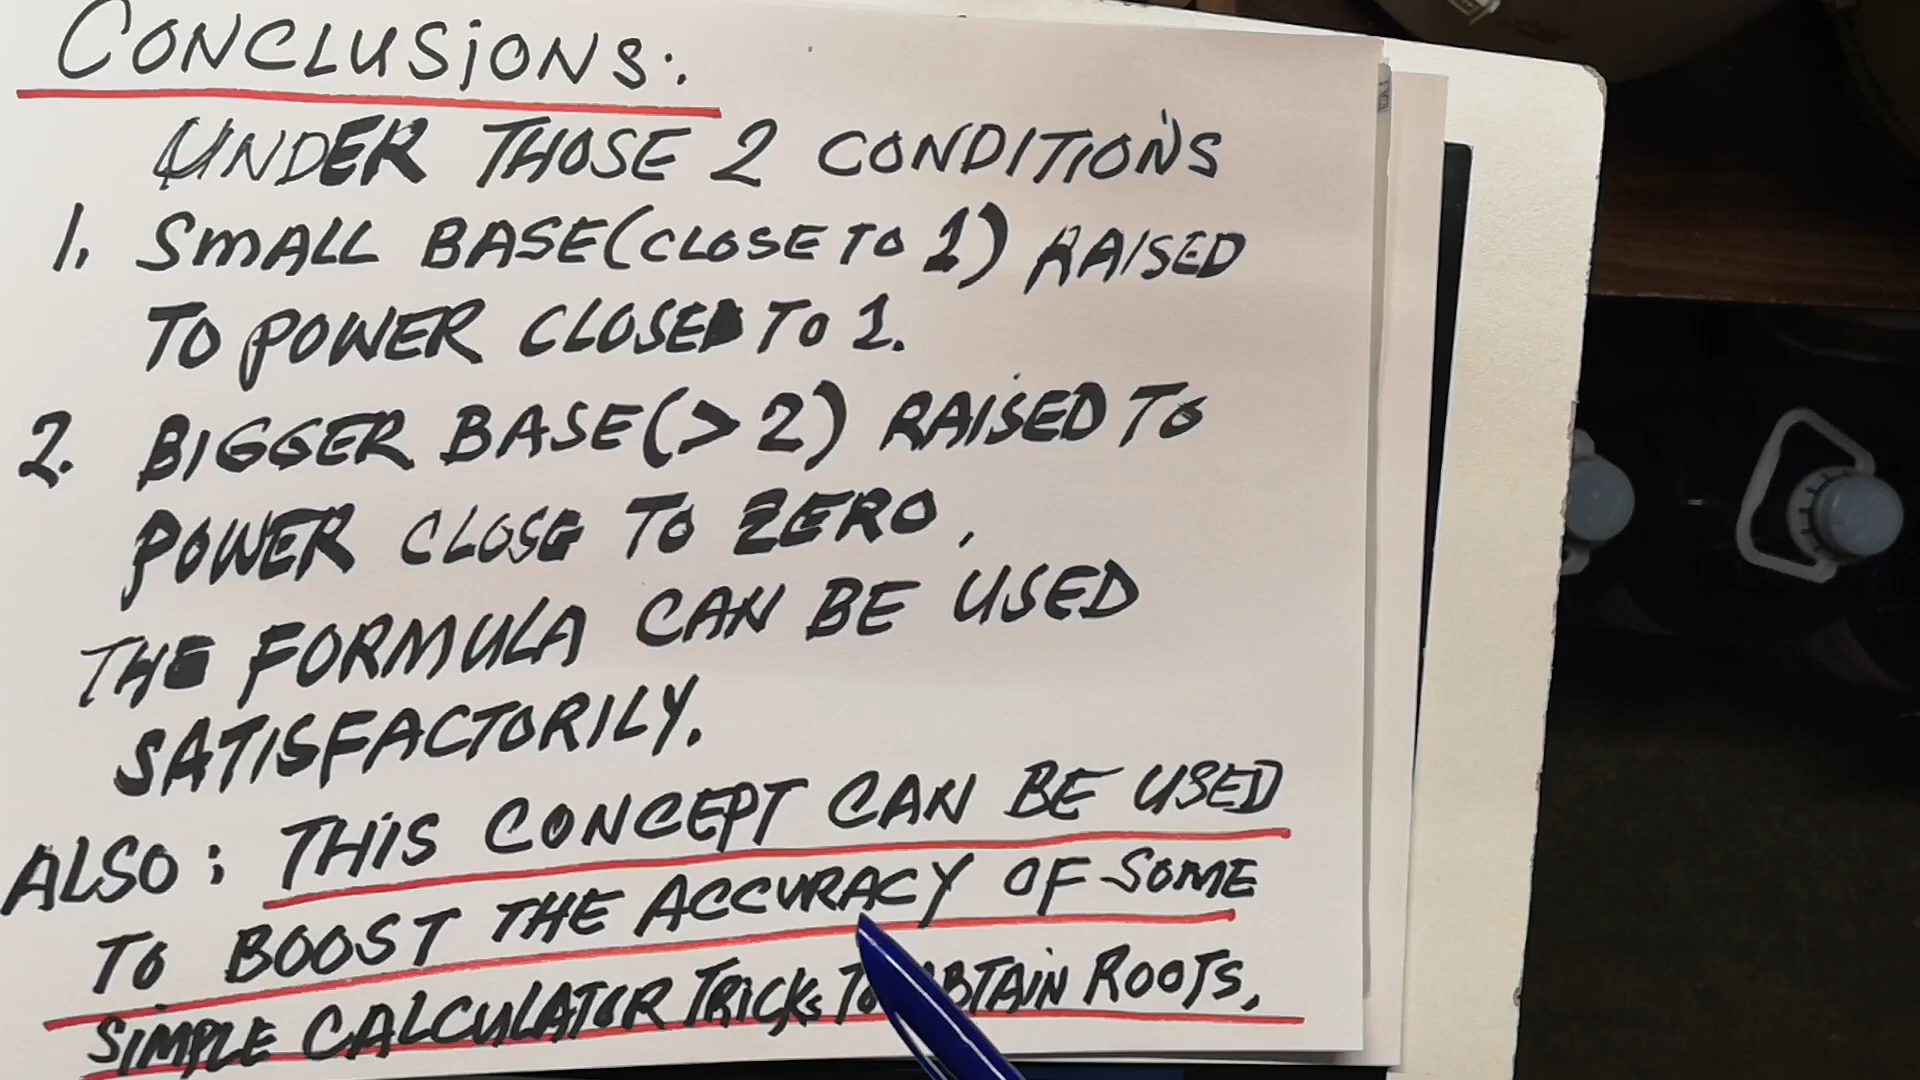 CONCLUSIONS:
UNDER THOSE 2 CONDITIONS
1. SMALL BASE (CLOSE TO 1) RAISED
TO POWER CLOSED TO 1.
2. BIGGER BASE (> 2) RAISED TO
POWER CLOSE TO ZERO,
THE FORMULA CAN BE USED
SATISFACTORILY.
ALSO: THIS CONCEPT CAN BE USED
TO BOOST THE ACCURACY OF SOME
SIMPLE CALCULATOR TRICKS TO OBTAIN ROOTS.